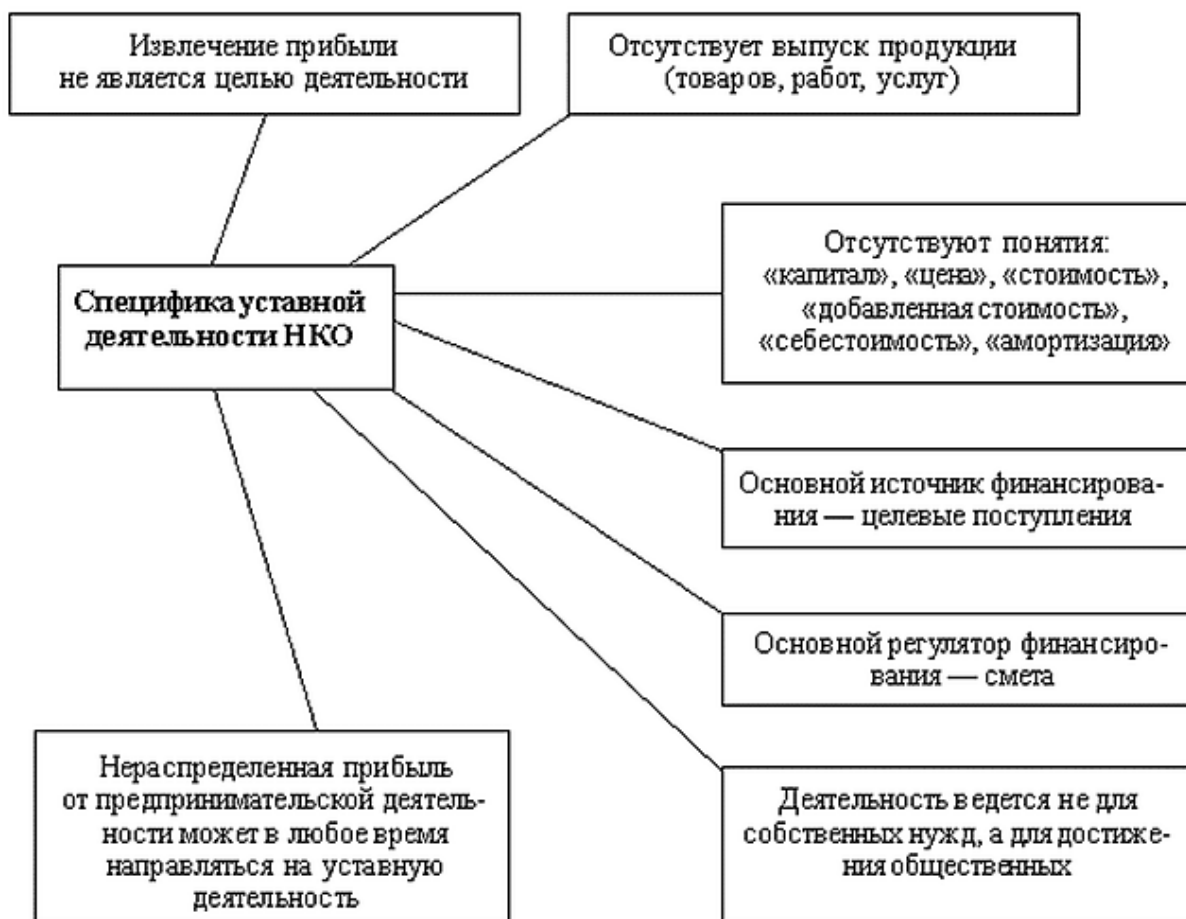 Извлечение прибыли
не является целью деятельности
Отсутствует выпуск продукции
(товаров, работ, услуг)
Отсутствуют понятия:
«капитал», «цена», «стоимость»,
«добавленная стоимость»,
«себестоимость», «амортизация»
Специфика уставной
деятельности НКО
Основной источник финансирова-
ния — целевые поступления
Основной регулятор финансиро-
вания — смета
Нераспределенная прибыль
от предпринимательской деятель-
ности может в любое время
направляться на уставную
деятельность
Деятельность ведется не для
собственных нужд, а для достиже-
ния общественных